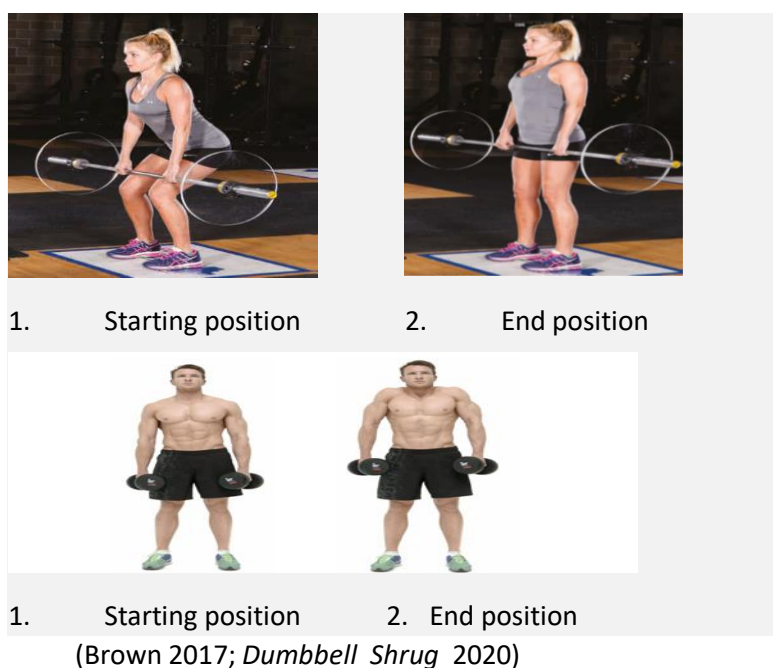 1. Starting position 2. End position
1. Starting position 2. End position
(Brown 2017; Dumbbell Shrug 2020)